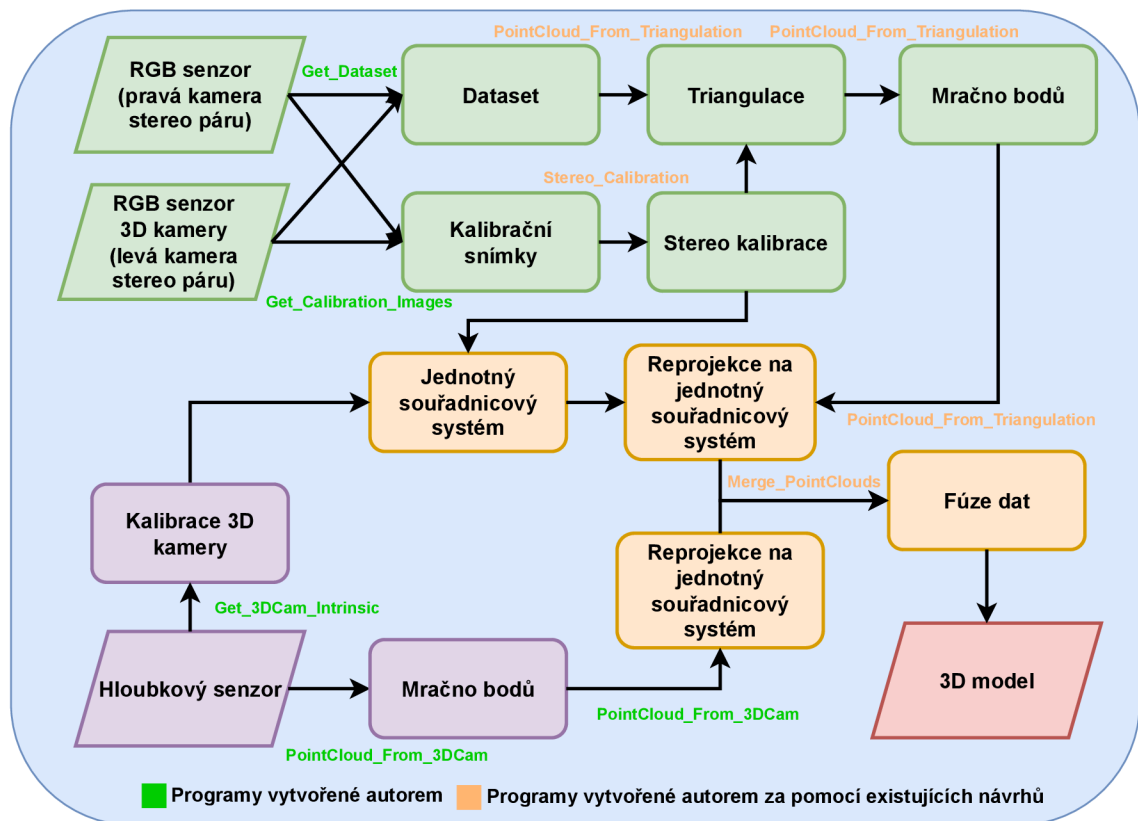 PointCloud_From_Triangulation
PointCloud_From_Triangulation
RGB senzor
(pravá kamera
stereo páru)
Get_Dataset
Dataset
Triangulace
Mračno bodů
Stereo_Calibration
RGB senzor
3D kamery
(levá kamera
stereo páru)
Kalibrační
snímky
Stereo kalibrace
Get_Calibration_Images
Jednotný
souřadnicový
systém
Reprojekce na
jednotný
souřadnicový
systém
PointCloud_From_Triangulation
Merge_PointClouds
Kalibrace 3D
kamery
Fúze dat
Reprojekce na
jednotný
souřadnicový
systém
Get_3DCam_Intrinsic
Hloubkový senzor
Mračno bodů
3D model
PointCloud_From_3DCam
PointCloud_From_3DCam
Programy vytvořené autorem
Programy vytvořené autorem za pomocí existujících návrhů